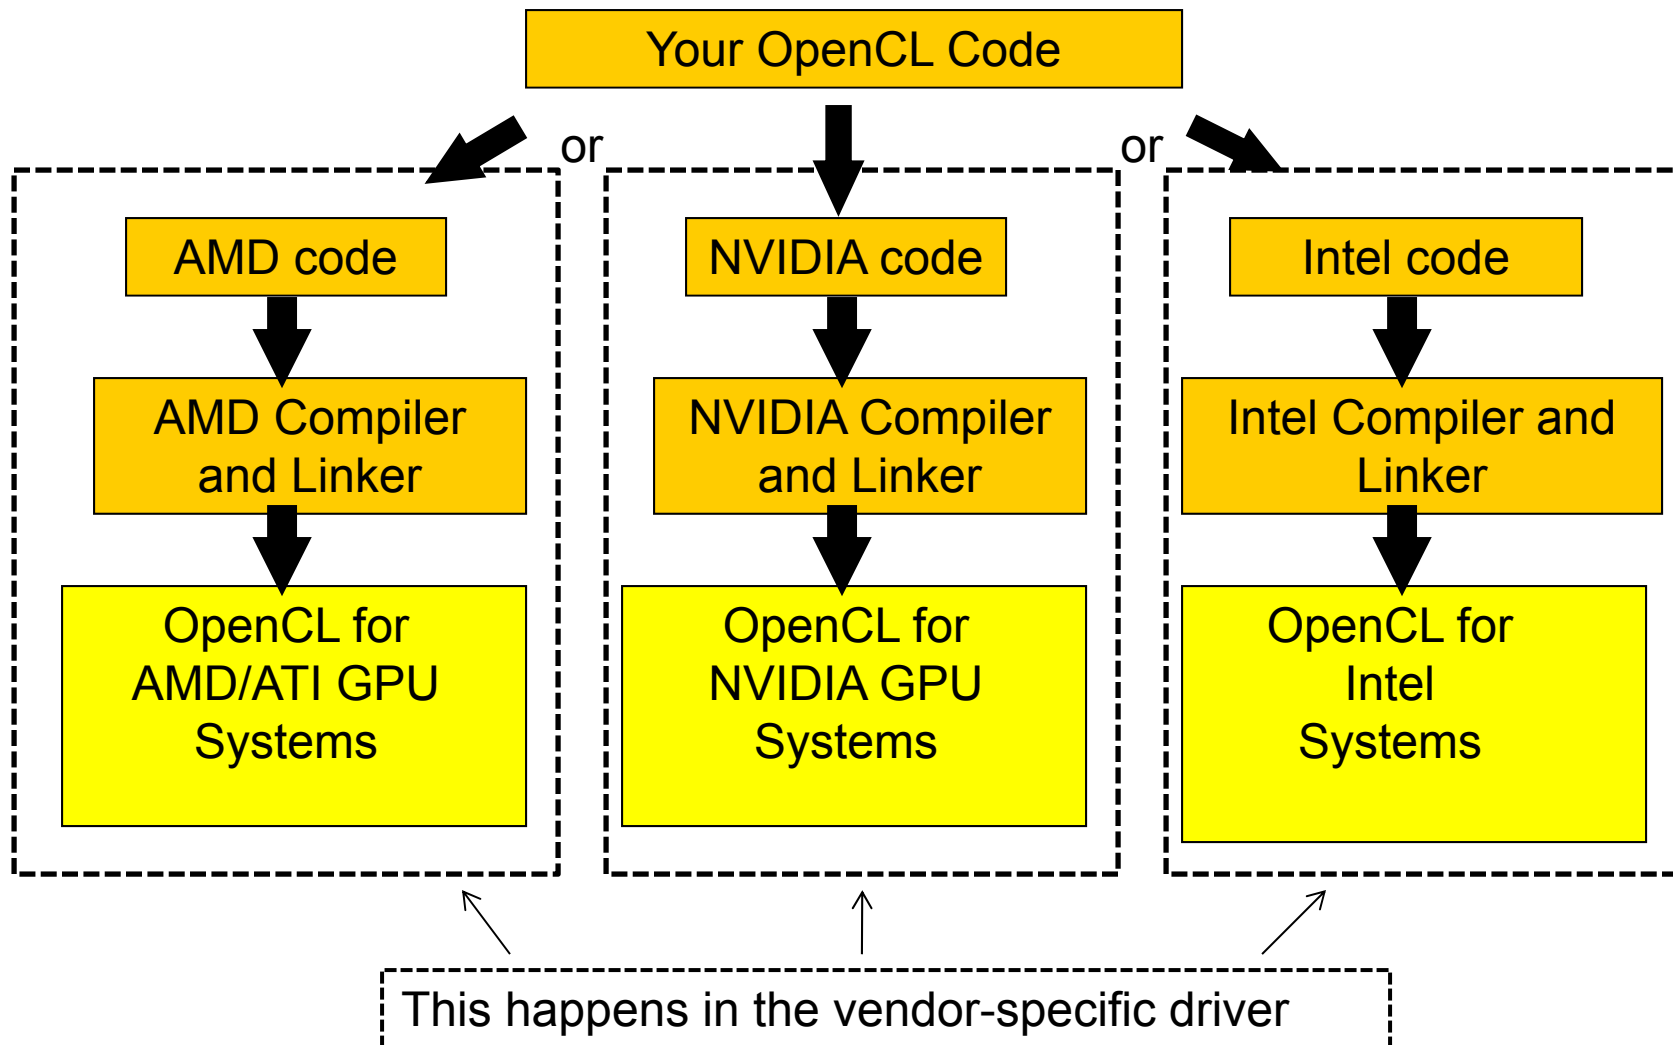 Your OpenCL Code
or
or
AMD code
NVIDIA code
Intel code
AMD Compiler
and Linker
NVIDIA Compiler
and Linker
Intel Compiler and
Linker
OpenCL for
AMD/ATI GPU
Systems
OpenCL for
NVIDIA GPU
Systems
OpenCL for
Intel
Systems
This happens in the vendor-specific driver